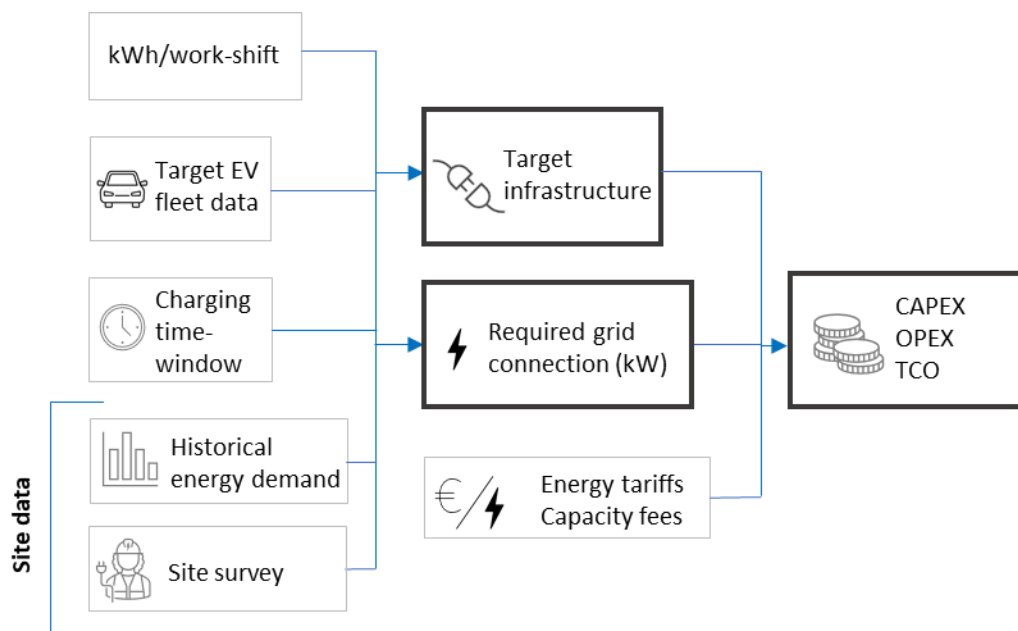 kWh/work-shift
Target EV
fleet data
Charging
time-
window
Historical
energy demand
Site survey
Site data
Target
infrastructure
Required grid
connection (kW)
€/
Energy tariffs
Capacity fees
CAPEX
OPEX
TCO